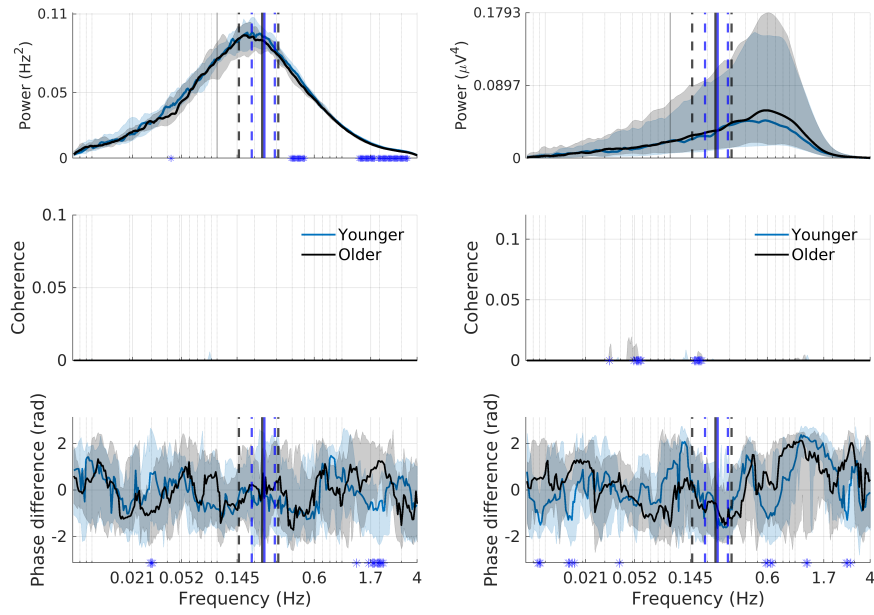 0.11
0.05
0
Power (Hz2)
0.1793
0.0897
0
Power (μV4)
0.1
0.05
0
Coherence
Younger
Older
0.1
0.05
0
Coherence
Younger
Older
2
0
-2
Phase difference (rad)
0.021 0.052 0.145 0.6 1.7 4
Frequency (Hz)
2
0
-2
Phase difference (rad)
0.021 0.052 0.145 0.6 1.7 4
Frequency (Hz)